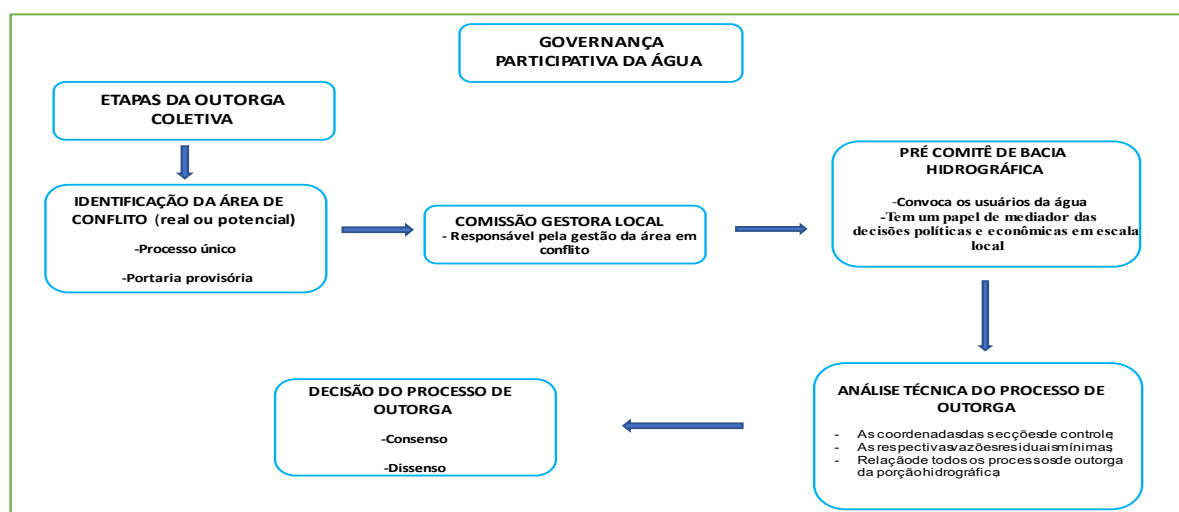 GOVERNANÇA
PARTICIPATIVA DA ÁGUA
ETAPAS DA OUTORGA
COLETIVA
IDENTIFICAÇÃO DA ÁREA DE
CONFLITO (real ou potencial)
-Processo único
-Portaria provisória
COMISSÃO GESTORA LOCAL
- Responsável pela gestão da área em
conflito
PRÉ COMITÊ DE BACIA
HIDROGRÁFICA
-Convoca os usuários da água
-Tem um papel de mediador das
decisões políticas e econômicas em escala
local
ANÁLISE TÉCNICA DO PROCESSO DE
OUTORGA
- As coordenadas das secções de controle;
- As respectivas vazões residuais mínimas;
- Relação de todos os processos de outorga
da porção hidrográfica;
DECISÃO DO PROCESSO DE
OUTORGA
-Consenso
-Dissenso